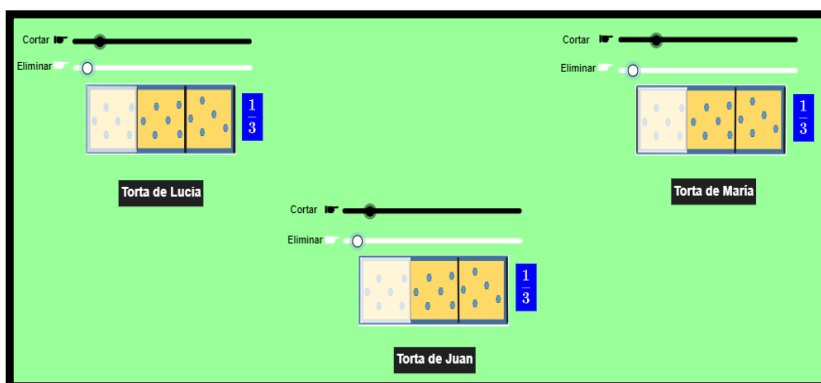 Cortar
Eliminar
1
3
Torta de Lucia
Cortar
Eliminar
1
3
Torta de María
Cortar
Eliminar
1
3
Torta de Juan